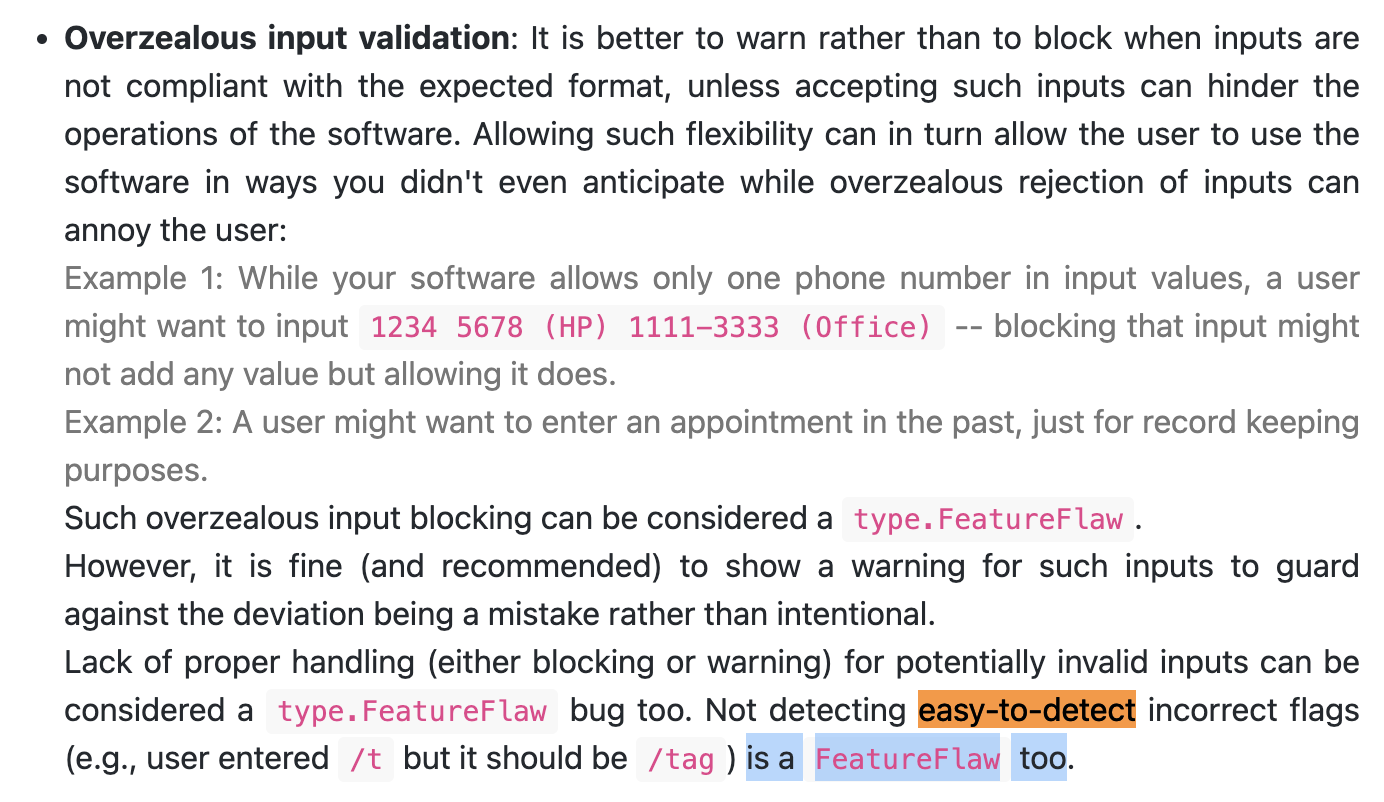 • Overzealous input validation: It is better to warn rather than to block when inputs are
not compliant with the expected format, unless accepting such inputs can hinder the
operations of the software. Allowing such flexibility can in turn allow the user to use the
software in ways you didn't even anticipate while overzealous rejection of inputs can
annoy the user:
Example 1: While your software allows only one phone number in input values, a user
might want to input 1234 5678 (HP) 1111-3333 (Office) -- blocking that input might
not add any value but allowing it does.
Example 2: A user might want to enter an appointment in the past, just for record keeping
purposes.
Such overzealous input blocking can be considered a type.FeatureFlaw.
However, it is fine (and recommended) to show a warning for such inputs to guard
against the deviation being a mistake rather than intentional.
Lack of proper handling (either blocking or warning) for potentially invalid inputs can be
considered a type.FeatureFlaw bug too. Not detecting easy-to-detect incorrect flags
(e.g., user entered /t but it should be /tag) is a FeatureFlaw too.